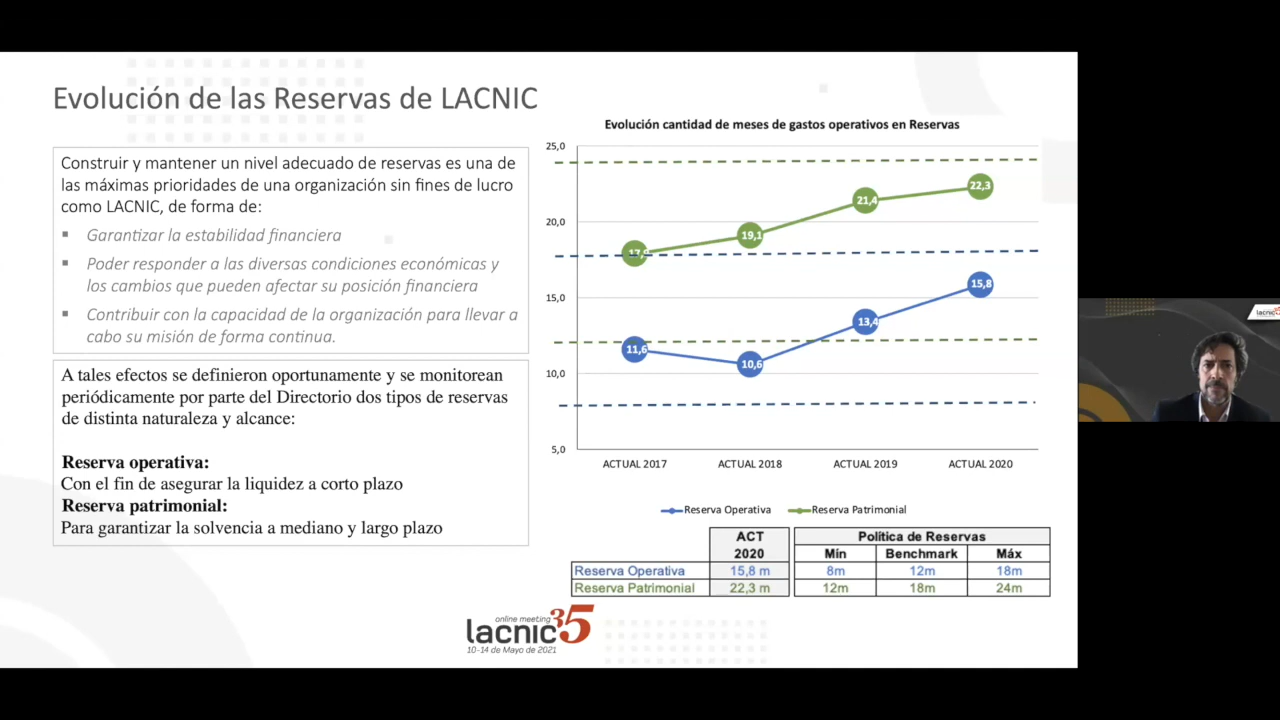 Evolución de las Reservas de LACNIC
Construir y mantener un nivel adecuado de reservas es una de
las máximas prioridades de una organización sin fines de lucro
como LACNIC, de forma de:
▪ Garantizar la estabilidad financiera
▪ Poder responder a las diversas condiciones económicas y
los cambios que pueden afectar su posición financiera
▪ Contribuir con la capacidad de la organización para llevar a
cabo su misión de forma continua.
A tales efectos se definieron oportunamente y se monitorean
periódicamente por parte del Directorio dos tipos de reservas
de distinta naturaleza y alcance:
Reserva operativa:
Con el fin de asegurar la liquidez a corto plazo
Reserva patrimonial:
Para garantizar la solvencia a mediano y largo plazo
Evolución cantidad de meses de gastos operativos en Reservas
25,0
20,0
15,0
10,0
5,0
19,1
21,4
22,3
11,6
10,6
13,4
15,8
ACTUAL 2017 ACTUAL 2018 ACTUAL 2019 ACTUAL 2020
Reserva Operativa Reserva Patrimonial
ACT Política de Reservas
2020 Mín Benchmark Máx
Reserva Operativa 15,8 m 8m 12m 18m
Reserva Patrimonial 22,3 m 12m 18m 24m
online meeting
lacnic 35
10-14 de Mayo de 2021
lacnic